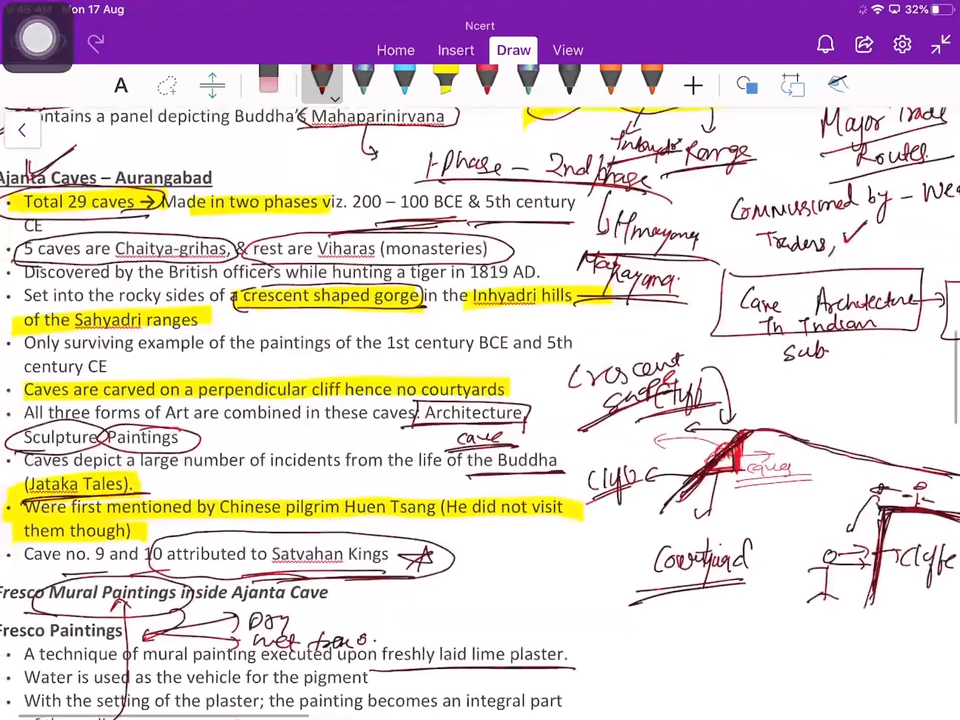 9:46 AM Mon 17 Aug
32%
Ncert
Home Insert Draw View
contains a panel depicting Buddha's Mahaparinirvana
Major Trade
Routes
Range
1-Phase – 2nd phase
Ajanta Caves – Aurangabad
Total 29 caves → Made in two phases viz. 200 – 100 BCE & 5th century
CE
Commissioned by –
Traders,
Hinayana
Mahayana
5 caves are Chaitya-grihas, & rest are Viharas (monasteries)
Discovered by the British officers while hunting a tiger in 1819 AD.
Set into the rocky sides of a crescent shaped gorge in the Inhyadri hills
of the Sahyadri ranges
Cave Architecture
In Indian
Sub
Only surviving example of the paintings of the 1st century BCE and 5th
century CE
Crescent
Caves are carved on a perpendicular cliff hence no courtyards
All three forms of Art are combined in these caves: Architecture,
Sculpture Paintings
cave
Caves depict a large number of incidents from the life of the Buddha
(Jataka Tales).
caves
Were first mentioned by Chinese pilgrim Huen Tsang (He did not visit
them though)
Cave no. 9 and 10 attributed to Satvahan Kings
Courtyard
Cliffe
Fresco Mural Paintings inside Ajanta Cave
Fresco Paintings
Dry
A technique of mural painting executed upon freshly laid lime plaster.
Water is used as the vehicle for the pigment
With the setting of the plaster; the painting becomes an integral part